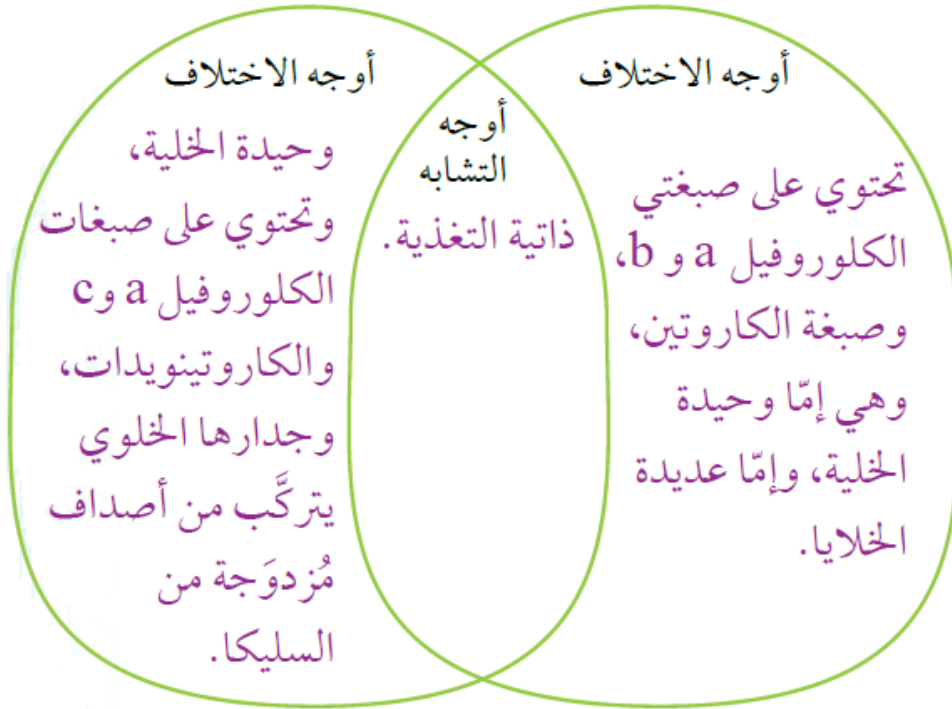 أوجه الاختلاف
تحتوي على صبغتي
الكلوروفيل a و b،
وصبغة الكاروتين،
وهي إمّا وحيدة
الخلية، وإمّا عديدة
الخلايا.
أوجه
التشابه
ذاتية التغذية.
أوجه الاختلاف
وحيدة الخلية،
وتحتوي على صبغات
الكلوروفيل a وc
والكاروتينويدات،
وجدارها الخلوي
يتركَّب من أصداف
مُزدوَجة من
السليكا.